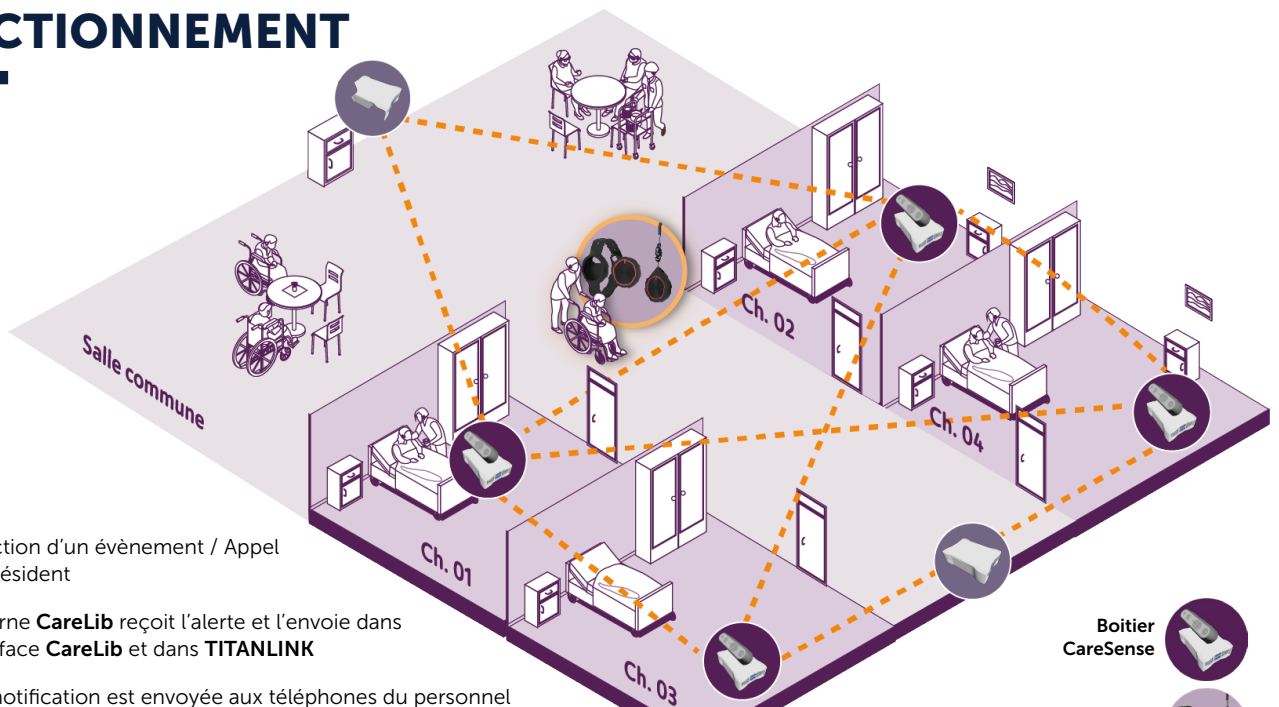 CTIONNEMENT
Salle commune
Ch. 02
Ch. 04
Ch. 01
Ch. 03
ction d'un évènement / Appel
ésident
rne CareLib reçoit l'alerte et l'envoie dans
face CareLib et dans TITANLINK
notification est envoyée aux téléphones du personnel
Boitier
CareSense